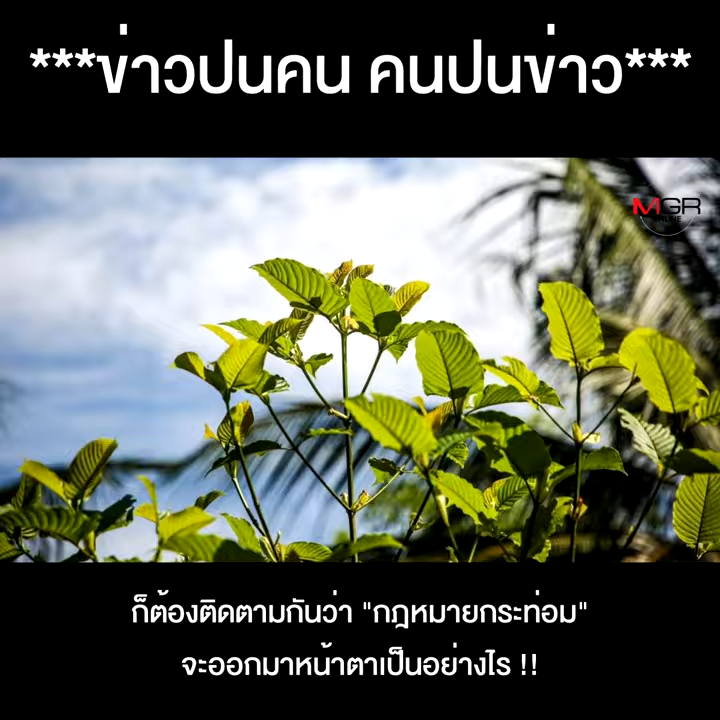 ***ข่าวปนคน คนปนข่าว***
MGR
ONLINE
ก็ต้องติดตามกันว่า "กฎหมายกระท่อม"
จะออกมาหน้าตาเป็นอย่างไร !!